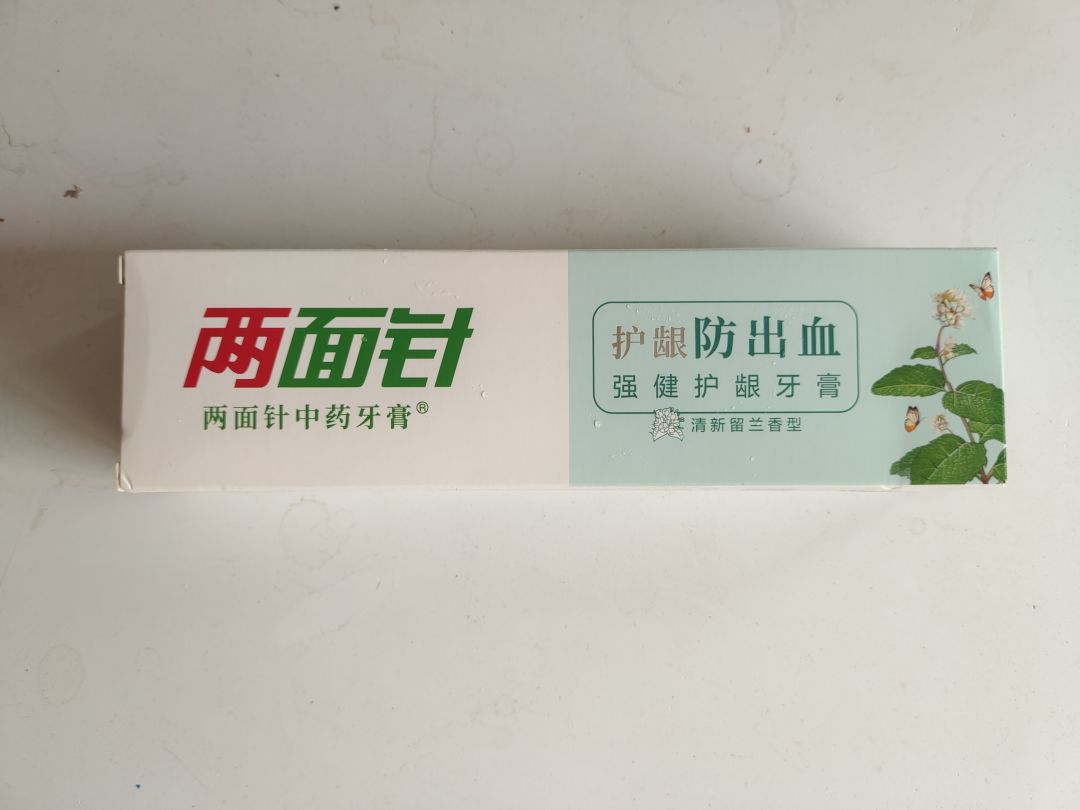 两面针
两面针中药牙膏®
护龈防出血
强健护龈牙膏
清新留兰香型